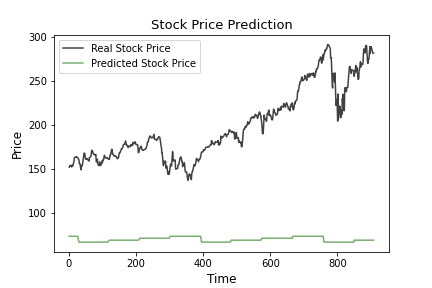 Stock Price Prediction
Real Stock Price
Predicted Stock Price
300
250
200
150
100
Price
0 200 400 600 800
Time